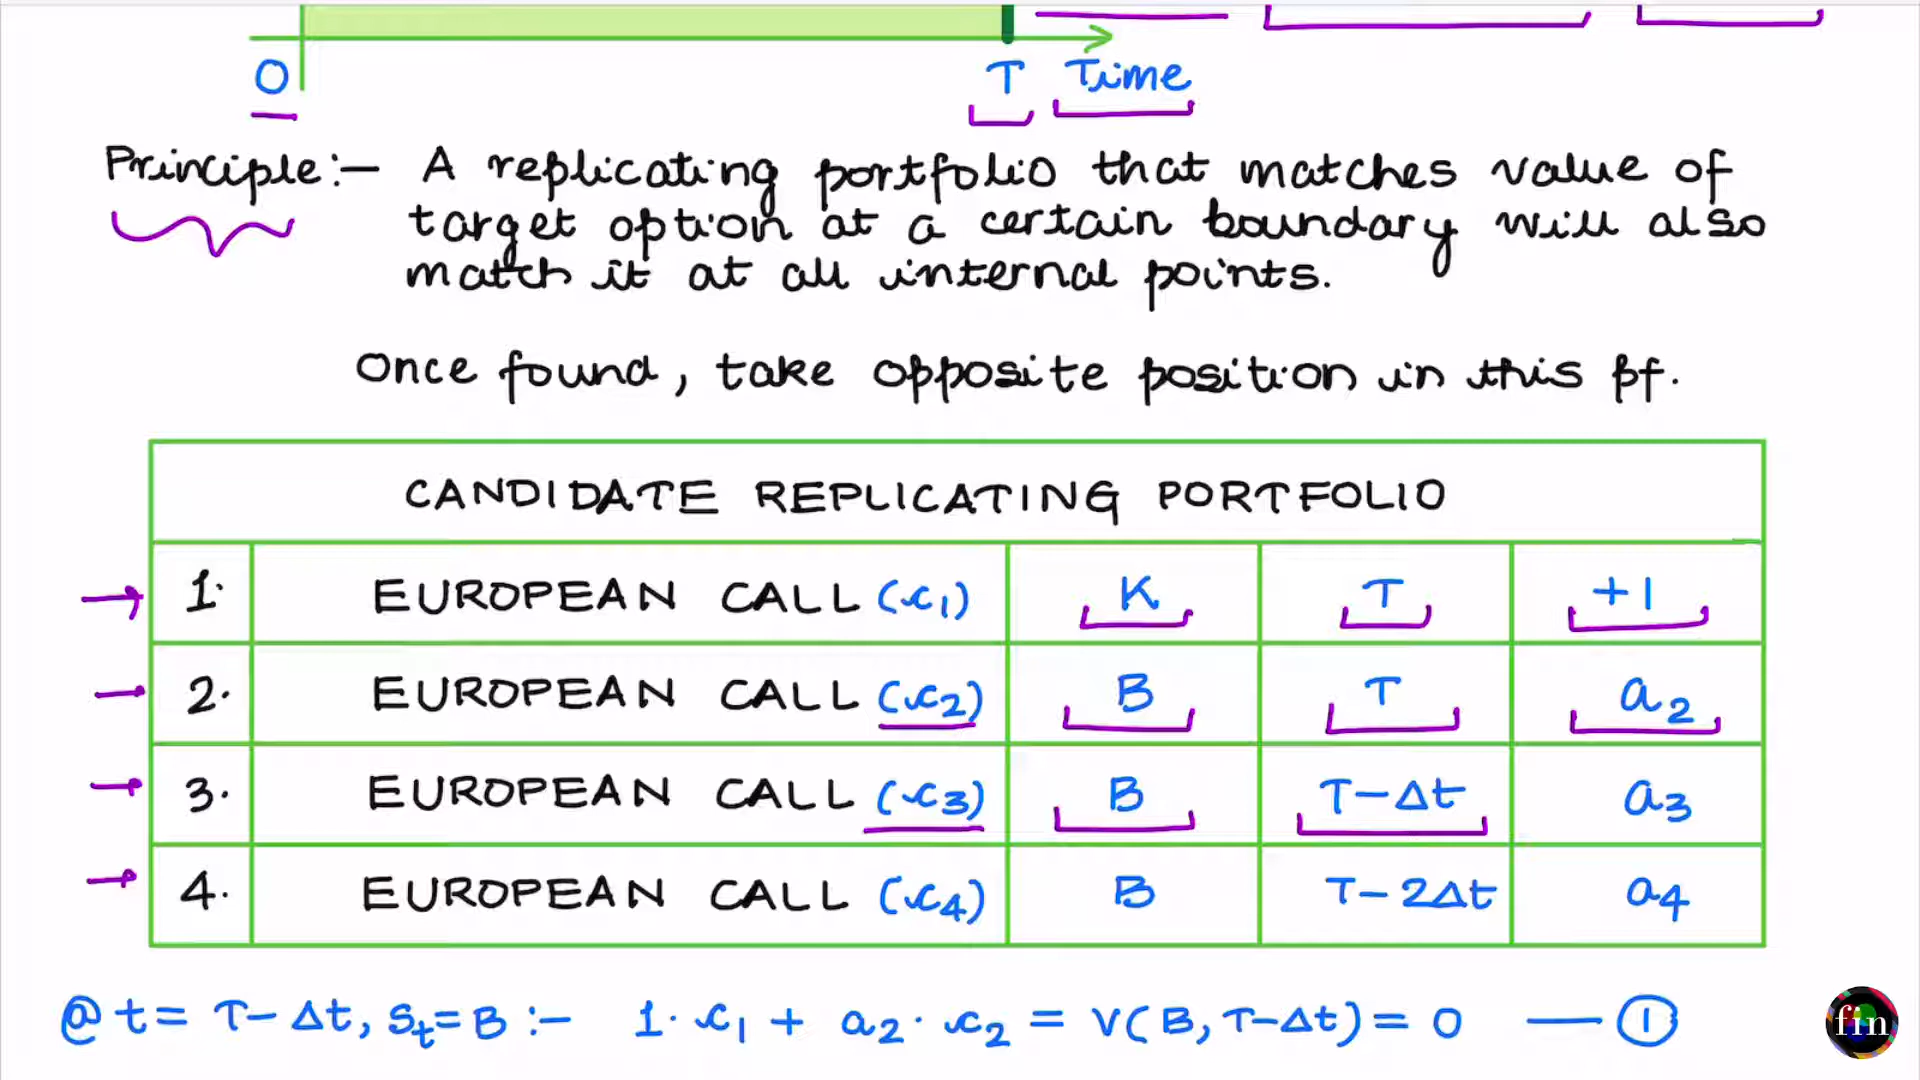 O T Time
Principle:- A replicating portfolio that matches value of
target option at a certain boundary will also
match it at all internal points.
Once found, take opposite position in this pf.
CANDIDATE REPLICATING PORTFOLIO
1. EUROPEAN CALL (c1) K T +1
2. EUROPEAN CALL (c2) B T a2
3. EUROPEAN CALL (c3) B T-Δt a3
4. EUROPEAN CALL (c4) B T-2Δt a4
@ t = T-Δt, St=B :- 1. c1 + a2. c2 = V(B, T-Δt) = 0 — 1
fin